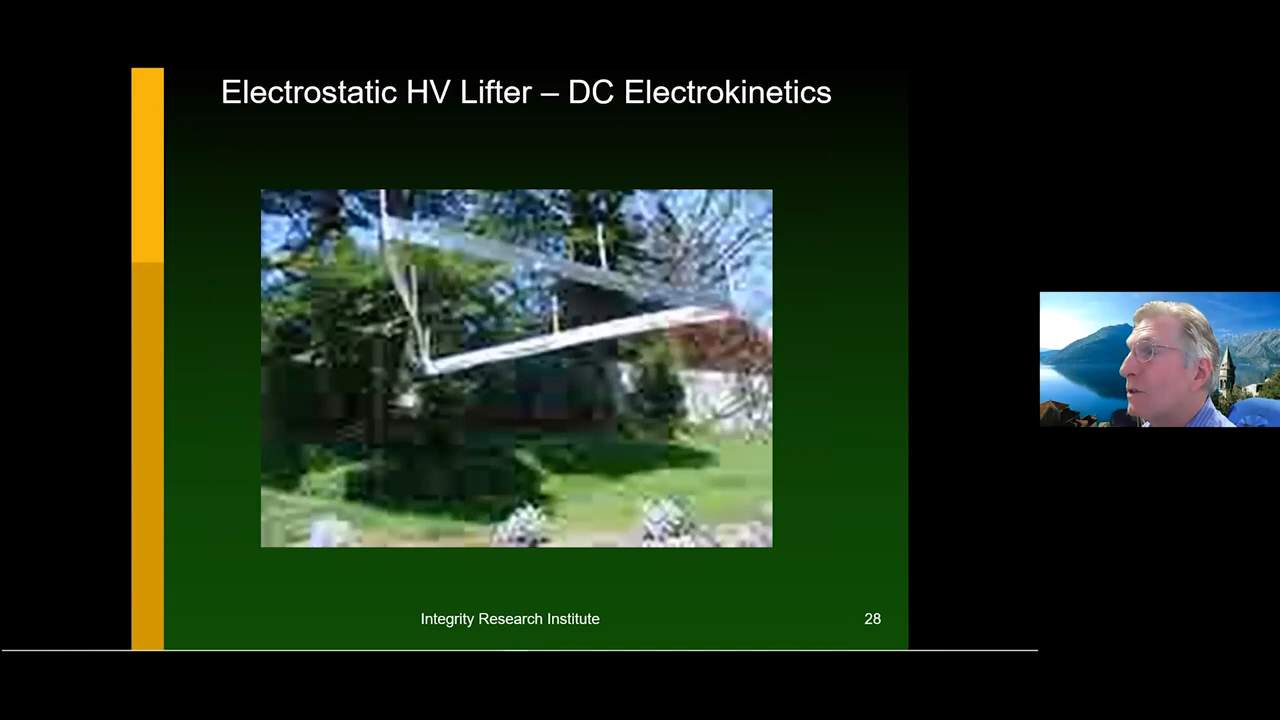 Electrostatic HV Lifter – DC Electrokinetics
Integrity Research Institute
28